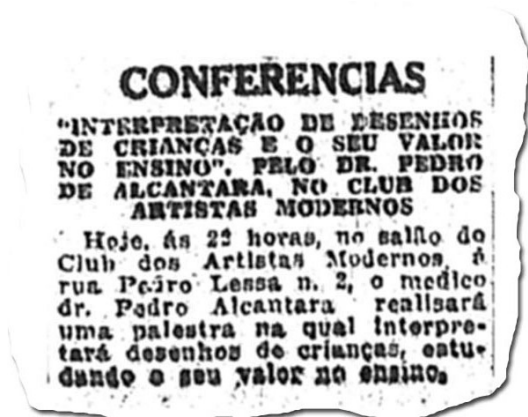 CONFERENCIAS
"INTERPRETAÇÃO DE DESENHOS
DE CRIANÇAS E O SEU VALOR
NO ENSINO", PELO DR. PEDRO
DE ALCANTARA, NO CLUB DOS
ARTISTAS MODERNOS
Hoje, ás 22 horas, no salão do
Club dos Artistas Modernos, á
rua Pedro Lessa n. 2, o medico
dr. Pedro Alcantara realisará
uma palestra na qual interpre-
tará desenhos de crianças, estu-
dando o seu valor no ensino.